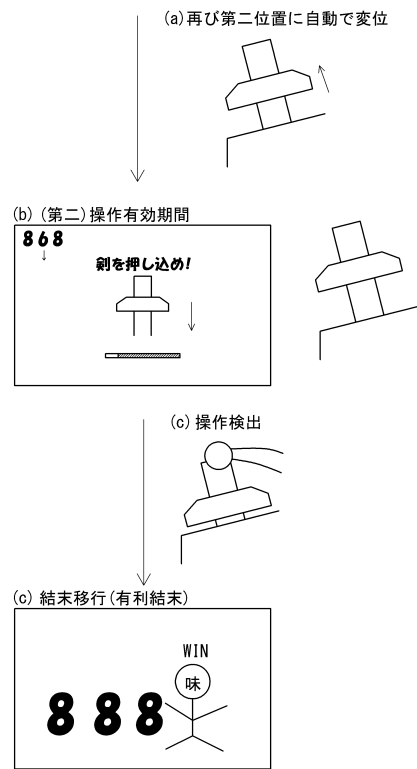 (a)再び第二位置に自動で変位
(b) (第二)操作有効期間
868
↓
剣を押し込め!
(c) 操作検出
(c) 結末移行(有利結末)
WIN
味
888